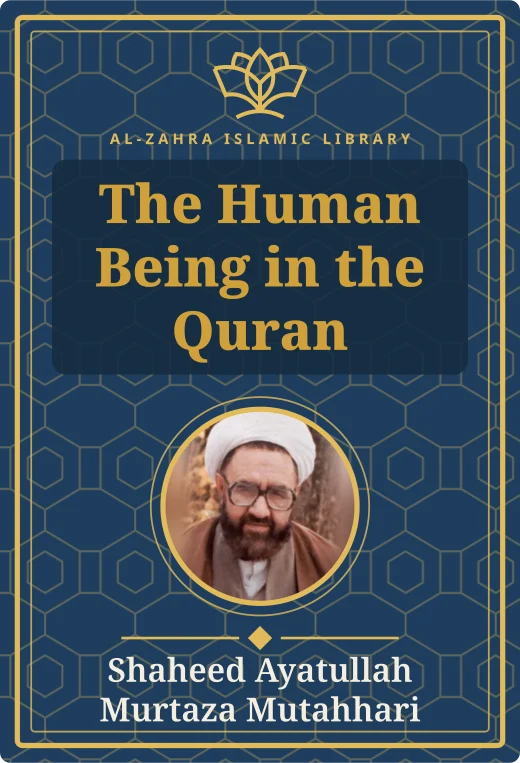 AL-ZAHRA ISLAMIC LIBRARY
The Human
Being in the
Quran
Shaheed Ayatullah
Murtaza Mutahhari